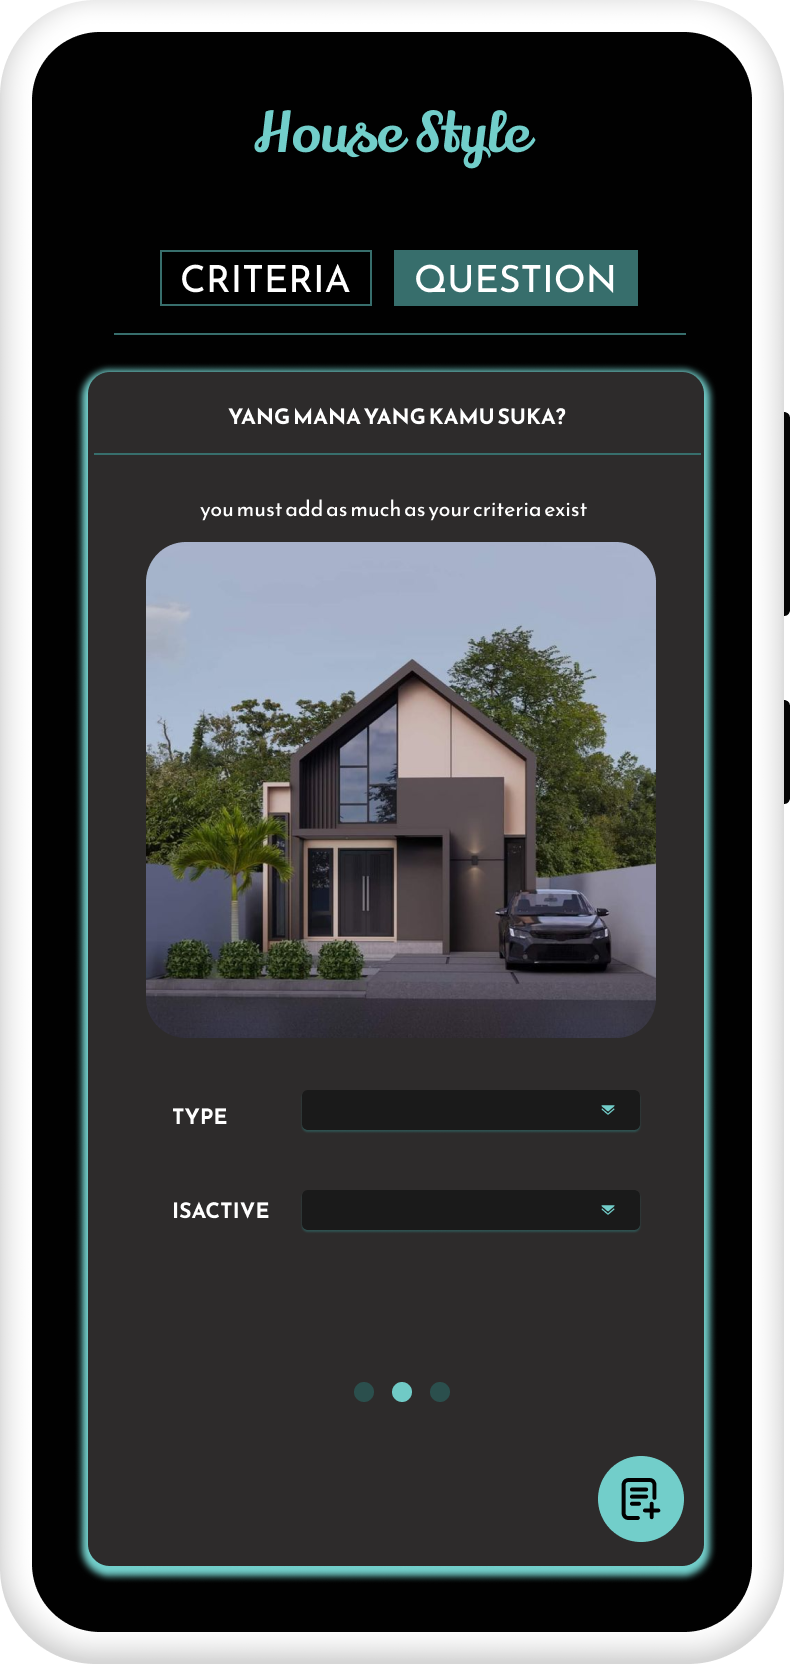 House Style
CRITERIA QUESTION
YANG MANA YANG KAMU SUKA?
you must add as much as your criteria exist
TYPE
ISACTIVE